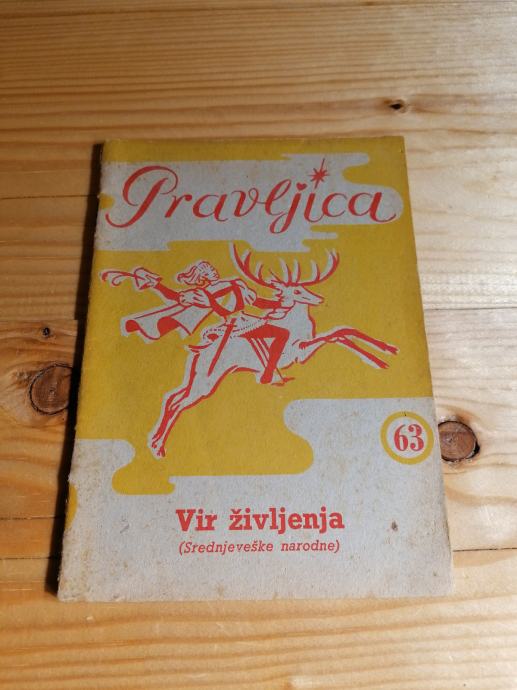 Pravljica
63
Vir življenja
(Srednjeveške narodne)